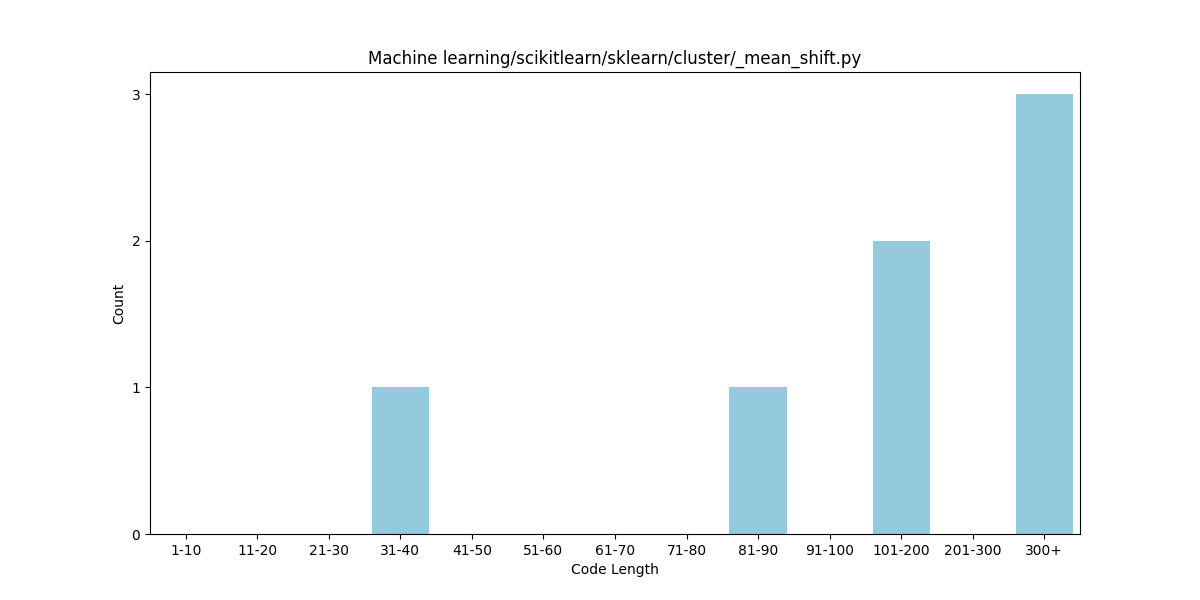 Machine learning/scikitlearn/sklearn/cluster/_mean_shift.py
3
2
1
0
Count
1-10 11-20 21-30 31-40 41-50 51-60 61-70 71-80 81-90 91-100 101-200 201-300 300+
Code Length